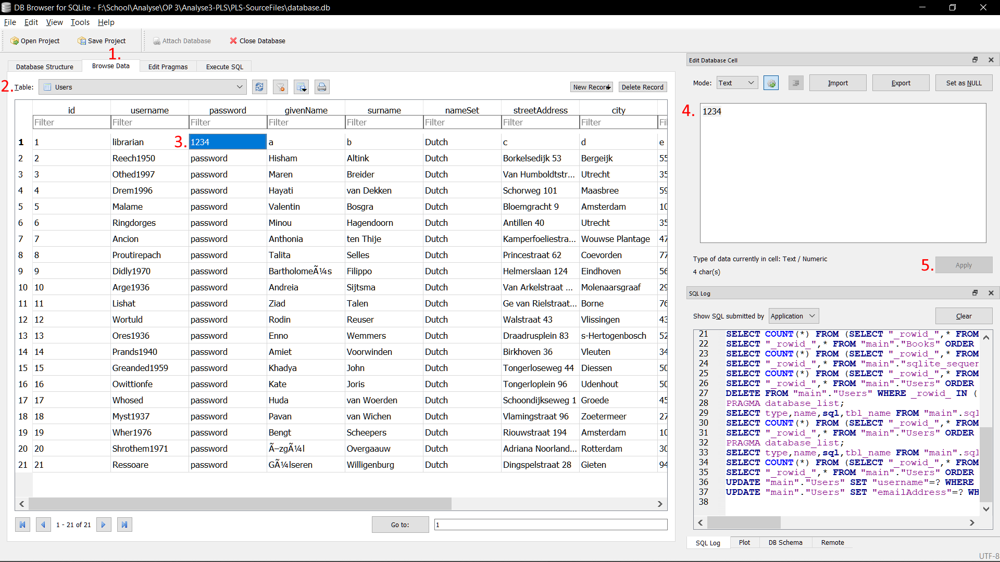 DB Browser for SQLite - F:\School\Analyse\OP 3\Analyse3-PLS\PLS-SourceFiles\database.db
File Edit View Tools Help
Open Project Save Project Attach Database Close Database
1.
Database Structure Browse Data Edit Pragmas Execute SQL
2. Table: Users New Record Delete Record
id username password givenName surname nameSet streetAddress city
Filter Filter Filter Filter Filter Filter Filter Filter Fil
3.
1 1 librarian 1234 a b Dutch c d e
2 2 Reech1950 password Hisham Altink Dutch Borkelsedijk 53 Bergeijk 55
3 3 Othed1997 password Maren Breider Dutch Van Humboldtstr... Utrecht 35
4 4 Drem1996 password Hayati van Dekken Dutch Schorweg 101 Maasbree 59
5 5 Malame password Valentin Bosgra Dutch Bloemgracht 9 Amsterdam 10
6 6 Ringdorges password Minou Hagendoorn Dutch Antillen 40 Utrecht 35
7 7 Ancion password Anthonia ten Thije Dutch Kamperfoeliestra... Wouwse Plantage 47
8 8 Proutirepach password Talita Selles Dutch Princestraat 62 Coevorden 77
9 9 Didly1970 password BartholomeÃ¼s Filippo Dutch Helmerslaan 124 Eindhoven 56
10 10 Arge1936 password Andreia Sijtsma Dutch Van Arkelstraat ... Molenaarsgraaf 29
11 11 Lishat password Ziad Talen Dutch Ge van Rielstraat... Borne 76
12 12 Wortuld password Rodin Reuser Dutch Walstraat 43 Vlissingen 43
13 13 Ores1936 password Enno Wemmers Dutch Draadrusplein 83 s-Hertogenbosch 52
14 14 Prands1940 password Amiet Voorwinden Dutch Birkhoven 36 Vleuten 34
15 15 Greanded1959 password Khadya John Dutch Tongerloseweg 44 Diessen 50
16 16 Owittionfe password Kate Joris Dutch Tongerloplein 96 Udenhout 50
17 17 Whosed password Huda van Woerden Dutch Schoondijkseweg 1 Groede 45
18 18 Myst1937 password Pavan van Wichen Dutch Vlamingstraat 96 Zoetermeer 27
19 19 Wher1976 password Bengt Scheepers Dutch Riouwstraat 194 Amsterdam 10
20 20 Shrothem1971 password Ã–zgÃ¼l Overgaauw Dutch Adriana Noorland... Rotterdam 30
21 21 Ressoare password GÃ¼lseren Willigenburg Dutch Dingspelstraat 28 Gieten 94
1 - 21 of 21 Go to: 1
Edit Database Cell
Mode: Text Import Export Set as NULL
4. 1234
Type of data currently in cell: Text / Numeric
4 char(s)
5. Apply
SQL Log
Show SQL submitted by Application Clear
21 SELECT COUNT(*) FROM (SELECT "_rowid_",* FROM
22 SELECT "_rowid_",* FROM "main"."Books" ORDER
23 SELECT COUNT(*) FROM (SELECT "_rowid_",* FROM
24 SELECT "_rowid_",* FROM "main"."sqlite_sequen
25 SELECT COUNT(*) FROM (SELECT "_rowid_",* FROM
26 SELECT "_rowid_",* FROM "main"."Users" ORDER
27 DELETE FROM "main"."Users" WHERE _rowid_ IN (
28 PRAGMA database_list;
29 SELECT type,name,sql,tbl_name FROM "main".sql
30 SELECT COUNT(*) FROM (SELECT "_rowid_",* FROM
31 SELECT "_rowid_",* FROM "main"."Users" ORDER
32 PRAGMA database_list;
33 SELECT type,name,sql,tbl_name FROM "main".sql
34 SELECT COUNT(*) FROM (SELECT "_rowid_",* FROM
35 SELECT "_rowid_",* FROM "main"."Users" ORDER
36 UPDATE "main"."Users" SET "username"=? WHERE
37 UPDATE "main"."Users" SET "emailAddress"=? WH
38
SQL Log Plot DB Schema Remote
UTF-8